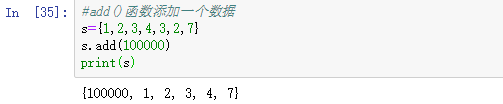 In [35]: #add()函数添加一个数据
s={1,2,3,4,3,2,7}
s.add(100000)
print(s)
{100000, 1, 2, 3, 4, 7}